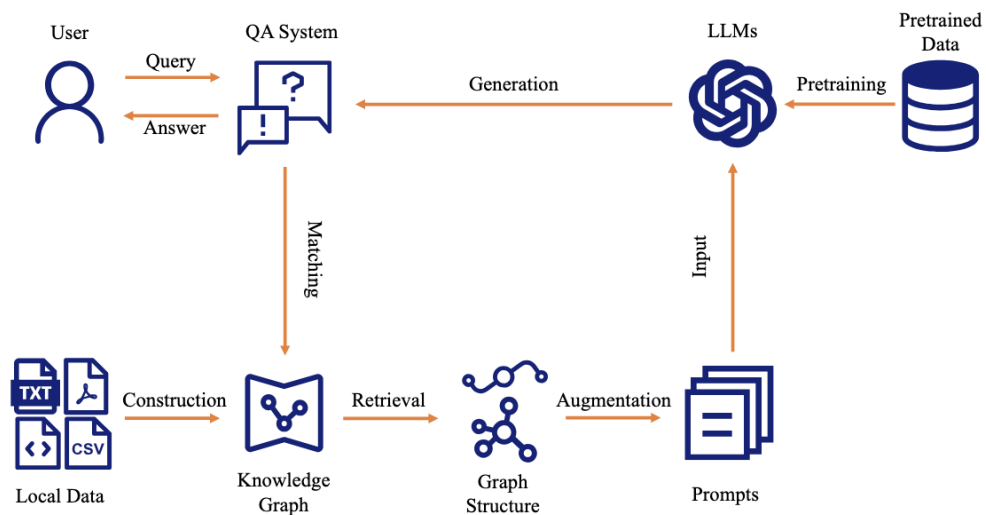 User
QA System
LLMs
Pretrained
Data
Query
Answer
?
!
Generation
Pretraining
Matching
Input
TXT
CSV
Construction
Retrieval
Augmentation
Local Data
Knowledge
Graph
Graph
Structure
Prompts